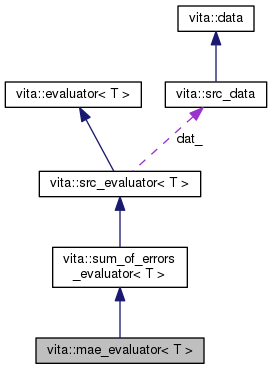 vita::data
vita::evaluator< T >
vita::src_data
dat_
vita::src_evaluator< T >
vita::sum_of_errors
_evaluator< T >
vita::mae_evaluator< T >